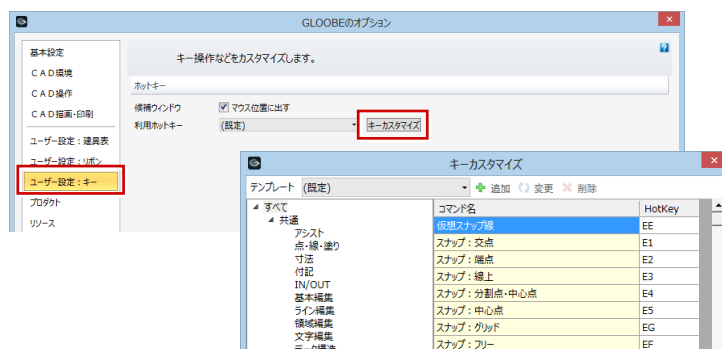 GLOOBEのオプション
基本設定
CAD環境
CAD操作
CAD描画・印刷
ユーザー設定：建具表
ユーザー設定：リボン
ユーザー設定：キー
プロダクト
リソース
キー操作などをカスタマイズします。
ホットキー
候補ウィンドウ マウス位置に出す
利用ホットキー (既定) キーカスタマイズ
キーカスタマイズ
テンプレート (既定) 追加 変更 削除
すべて
共通
アシスト
点・線・塗り
寸法
付記
IN/OUT
基本編集
ライン編集
領域編集
文字編集
データ構造
コマンド名 HotKey
仮想スナップ線 EE
スナップ：交点 E1
スナップ：端点 E2
スナップ：線上 E3
スナップ：分割点・中心点 E4
スナップ：中心点 E5
スナップ：グリッド EG
スナップ：フリー EF